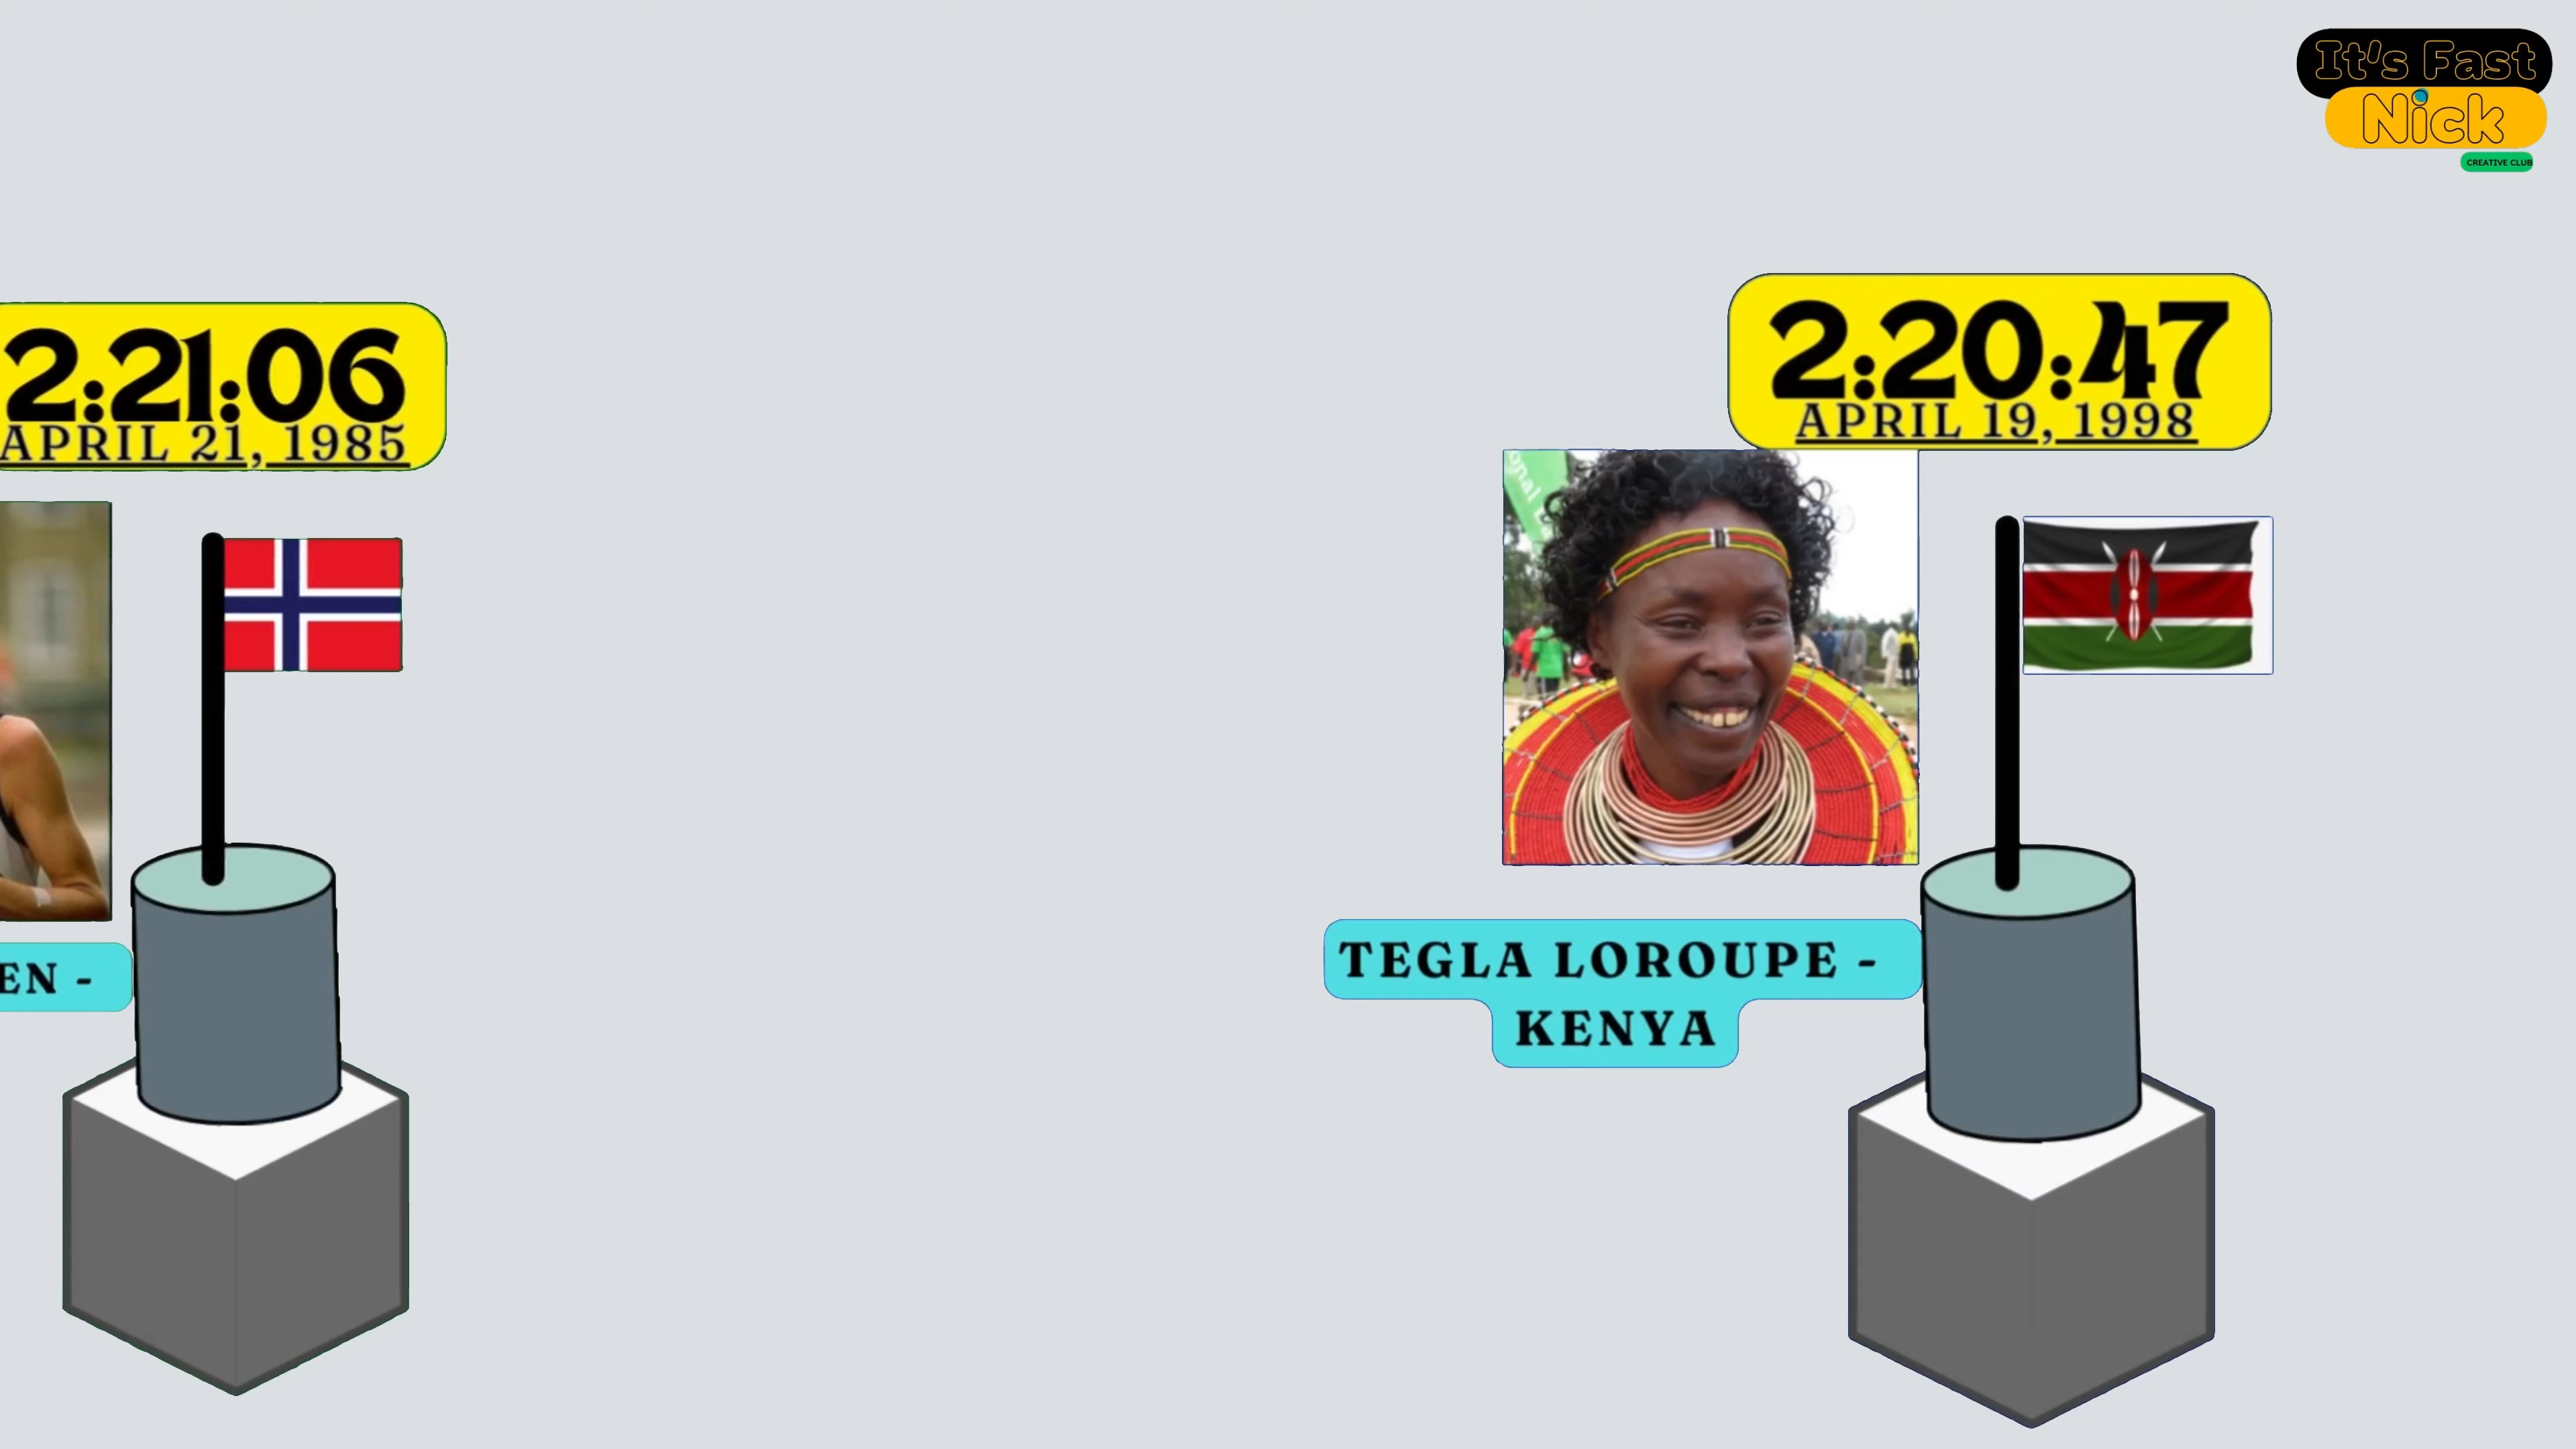 It's Fast
Nick
CREATIVE CLUB
2:21:06
APRIL 21, 1985
EN -
2:20:47
APRIL 19, 1998
onal
TEGLA LOROUPE -
KENYA